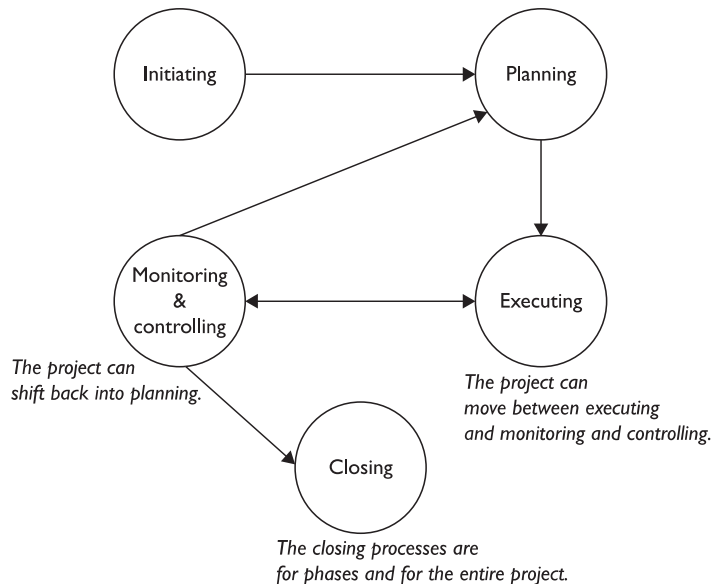 Initiating
Planning
Monitoring
&
controlling
Executing
The project can
shift back into planning.
The project can
move between executing
and monitoring and controlling.
Closing
The closing processes are
for phases and for the entire project.